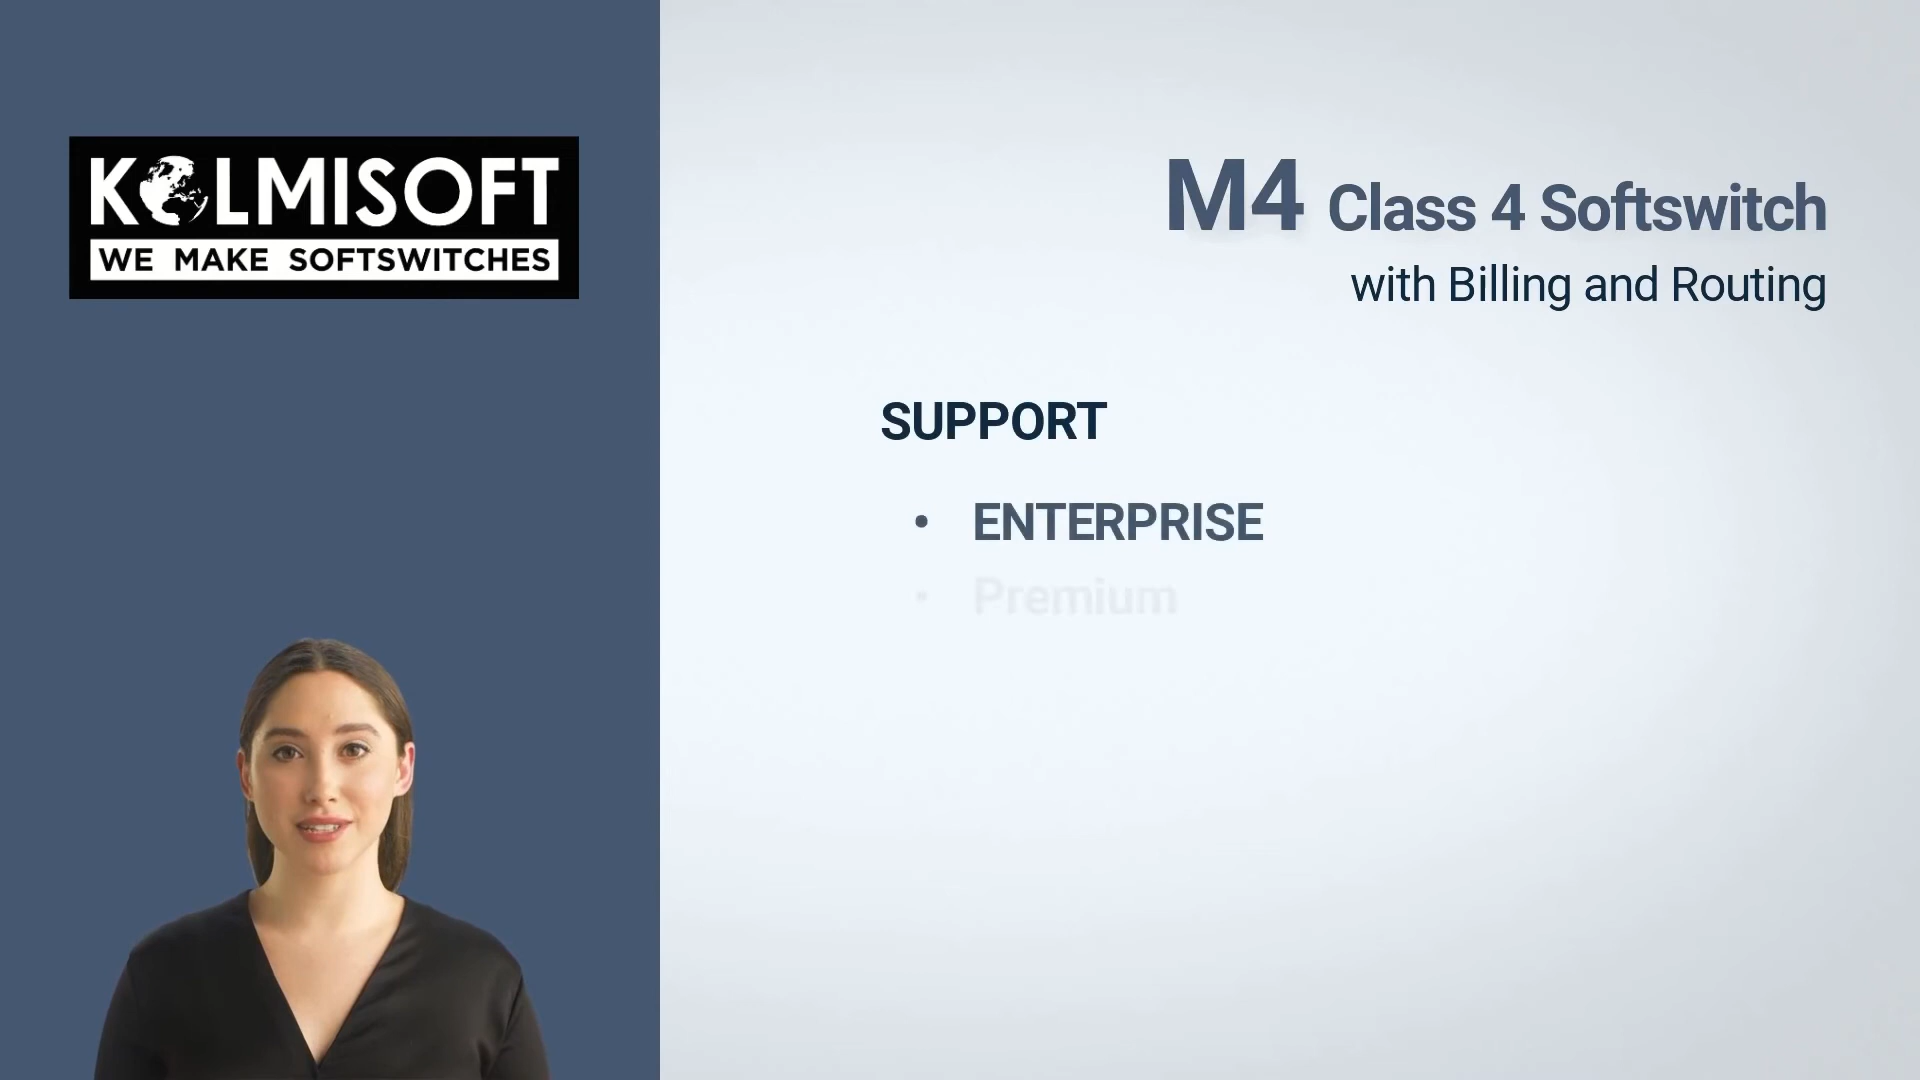 KOLMISOFT
WE MAKE SOFTSWITCHES
M4 Class 4 Softswitch
with Billing and Routing
SUPPORT
• ENTERPRISE
• Premium